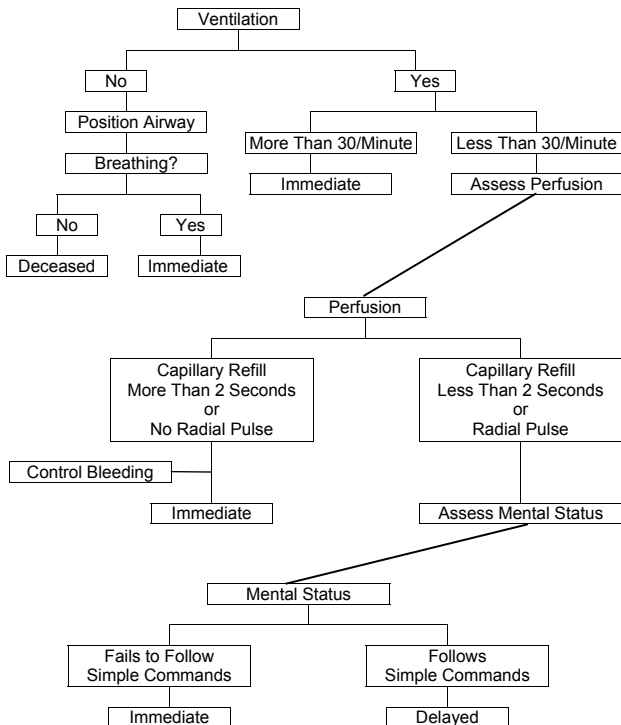 Ventilation
No
Yes
Position Airway
More Than 30/Minute
Less Than 30/Minute
Breathing?
Immediate
Assess Perfusion
No
Yes
Deceased
Immediate
Perfusion
Capillary Refill
More Than 2 Seconds
or
No Radial Pulse
Capillary Refill
Less Than 2 Seconds
or
Radial Pulse
Control Bleeding
Immediate
Assess Mental Status
Mental Status
Fails to Follow
Simple Commands
Follows
Simple Commands
Immediate
Delayed